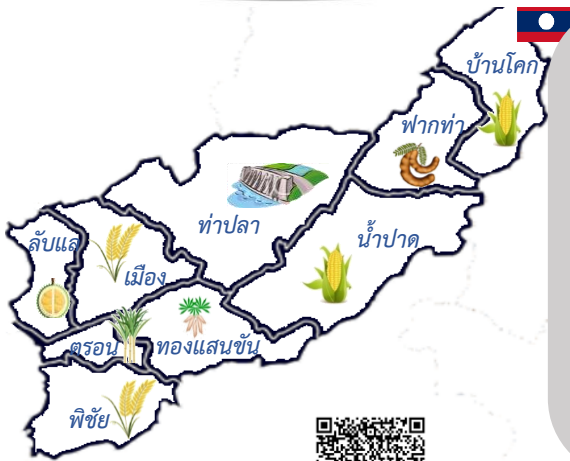 บ้านโคก
ฟากท่า
ท่าปลา
น้ำปาด
ลับแล
เมือง
ตรอน
ทองแสนขัน
พิชัย